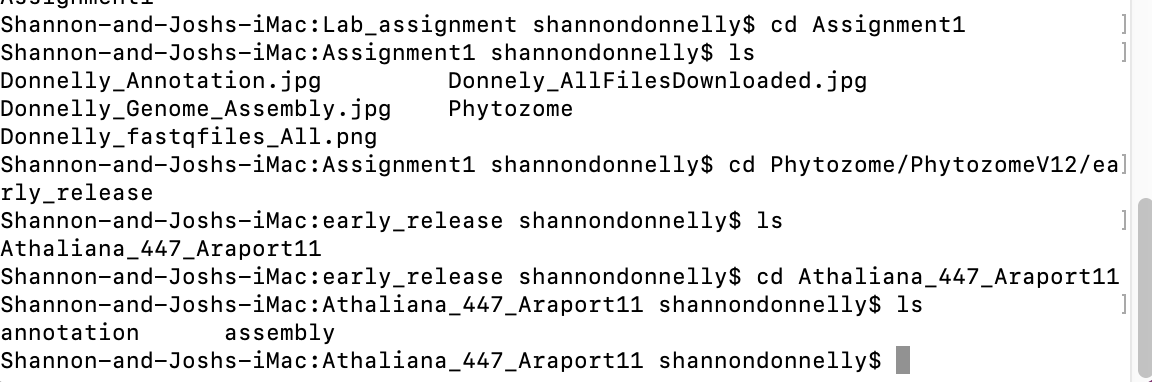 Assignment1
Shannon-and-Joshs-iMac:Lab_assignment shannondonnelly$ cd Assignment1 ]
Shannon-and-Joshs-iMac:Assignment1 shannondonnelly$ ls ]
Donnelly_Annotation.jpg Donnely_AllFilesDownloaded.jpg
Donnelly_Genome_Assembly.jpg Phytozome
Donnelly_fastqfiles_All.png
Shannon-and-Joshs-iMac:Assignment1 shannondonnelly$ cd Phytozome/PhytozomeV12/ea]
rly_release
Shannon-and-Joshs-iMac:early_release shannondonnelly$ ls ]
Athaliana_447_Araport11
Shannon-and-Joshs-iMac:early_release shannondonnelly$ cd Athaliana_447_Araport11
Shannon-and-Joshs-iMac:Athaliana_447_Araport11 shannondonnelly$ ls ]
annotation assembly
Shannon-and-Joshs-iMac:Athaliana_447_Araport11 shannondonnelly$